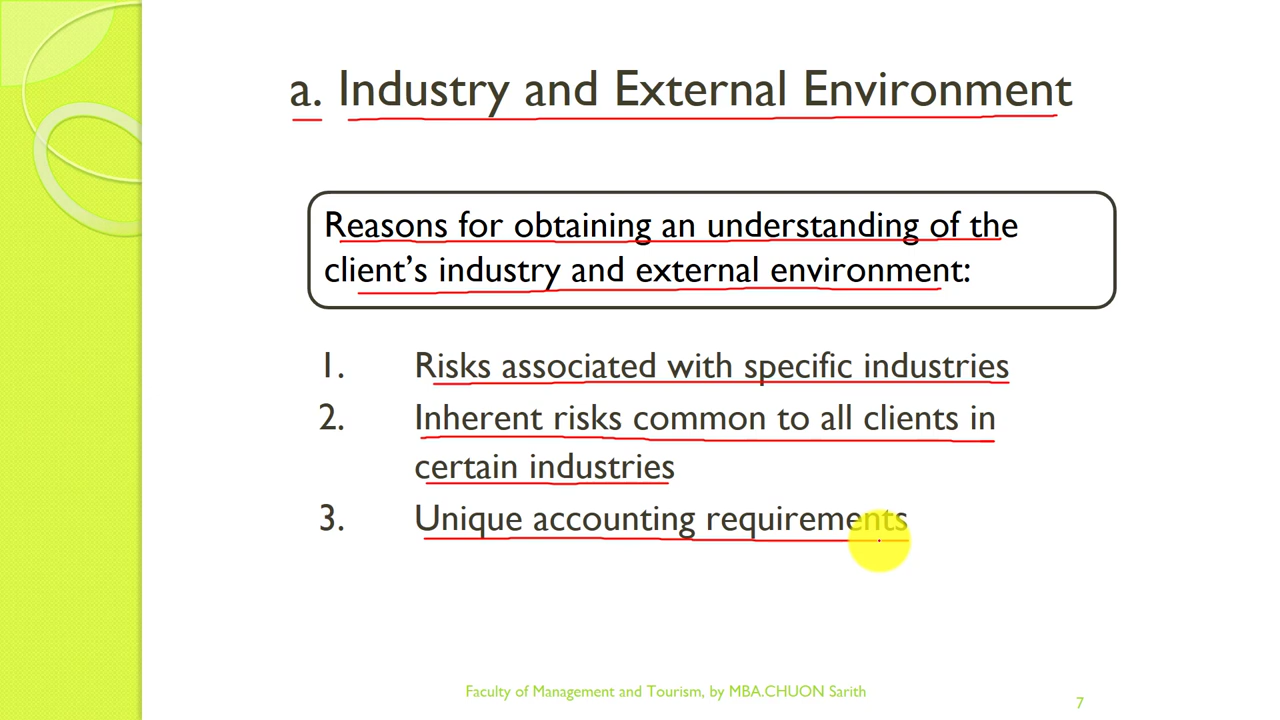 a. Industry and External Environment
Reasons for obtaining an understanding of the
client’s industry and external environment:
1. Risks associated with specific industries
2. Inherent risks common to all clients in
certain industries
3. Unique accounting requirements
Faculty of Management and Tourism, by MBA.CHUON Sarith
7